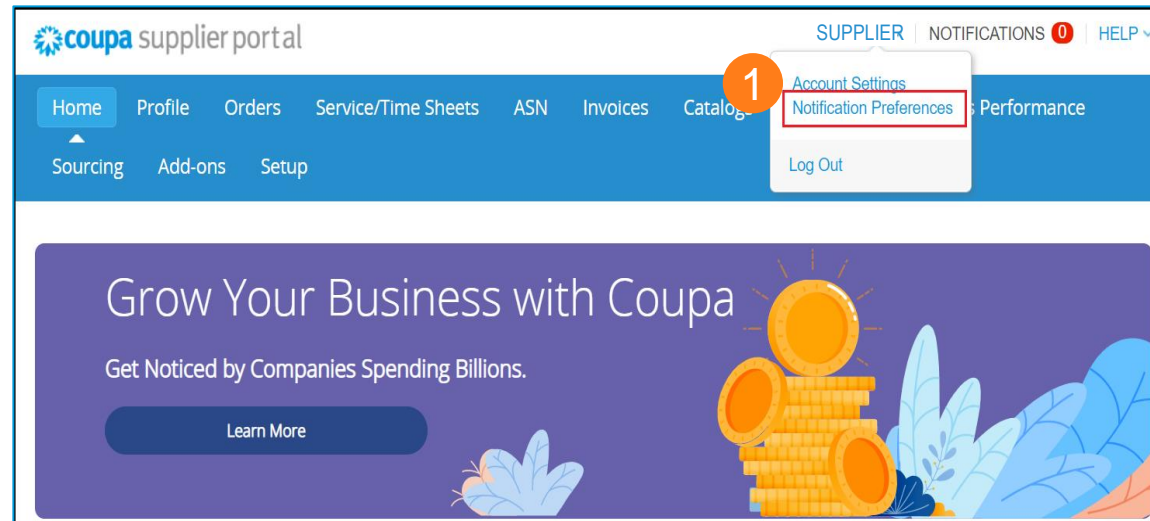 coupa supplier portal
SUPPLIER NOTIFICATIONS 0 HELP
1
Account Settings
Notification Preferences
Log Out
Home Profile Orders Service/Time Sheets ASN Invoices Performance
Sourcing Add-ons Setup
Grow Your Business with Coupa
Get Noticed by Companies Spending Billions.
Learn More